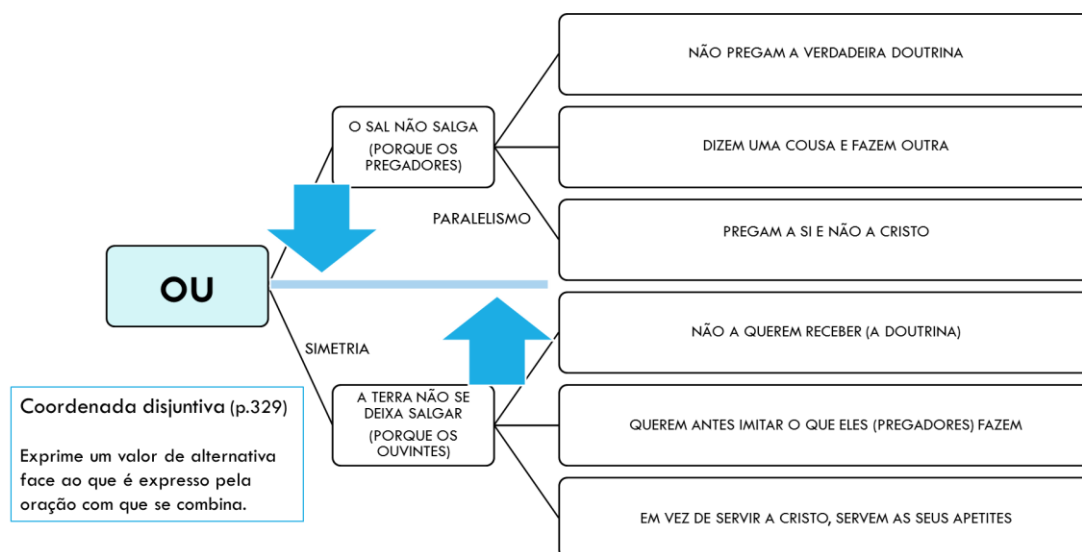 NÃO PREGAM A VERDADEIRA DOUTRINA
O SAL NÃO SALGA
(PORQUE OS
PREGADORES)
DIZEM UMA COUSA E FAZEM OUTRA
PARALELISMO
PREGAM A SI E NÃO A CRISTO
OU
SIMETRIA
NÃO A QUEREM RECEBER (A DOUTRINA)
A TERRA NÃO SE
DEIXA SALGAR
(PORQUE OS
OUVINTES)
QUEREM ANTES IMITAR O QUE ELES (PREGADORES) FAZEM
EM VEZ DE SERVIR A CRISTO, SERVEM AS SEUS APETITES
Coordenada disjuntiva (p.329)
Exprime um valor de alternativa
face ao que é expresso pela
oração com que se combina.